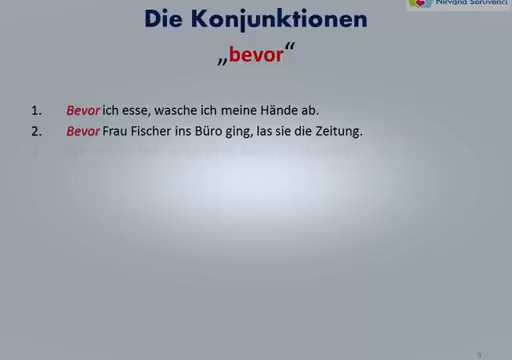 Nirvana Saruvanci
Die Konjunktionen
„bevor“
1. Bevor ich esse, wasche ich meine Hände ab.
2. Bevor Frau Fischer ins Büro ging, las sie die Zeitung.
9